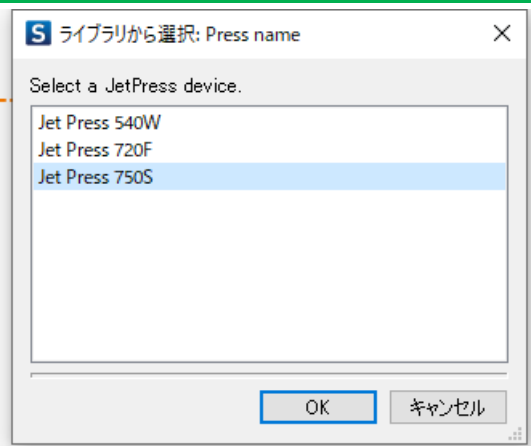 S ライブラリから選択: Press name
Select a JetPress device.
Jet Press 540W
Jet Press 720F
Jet Press 750S
OK キャンセル